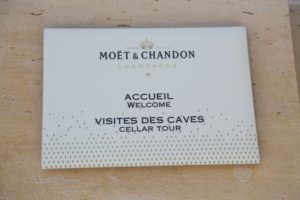 MOËT & CHANDON
CHAMPAGNE
ACCUEIL
WELCOME
VISITES DES CAVES
CELLAR TOUR